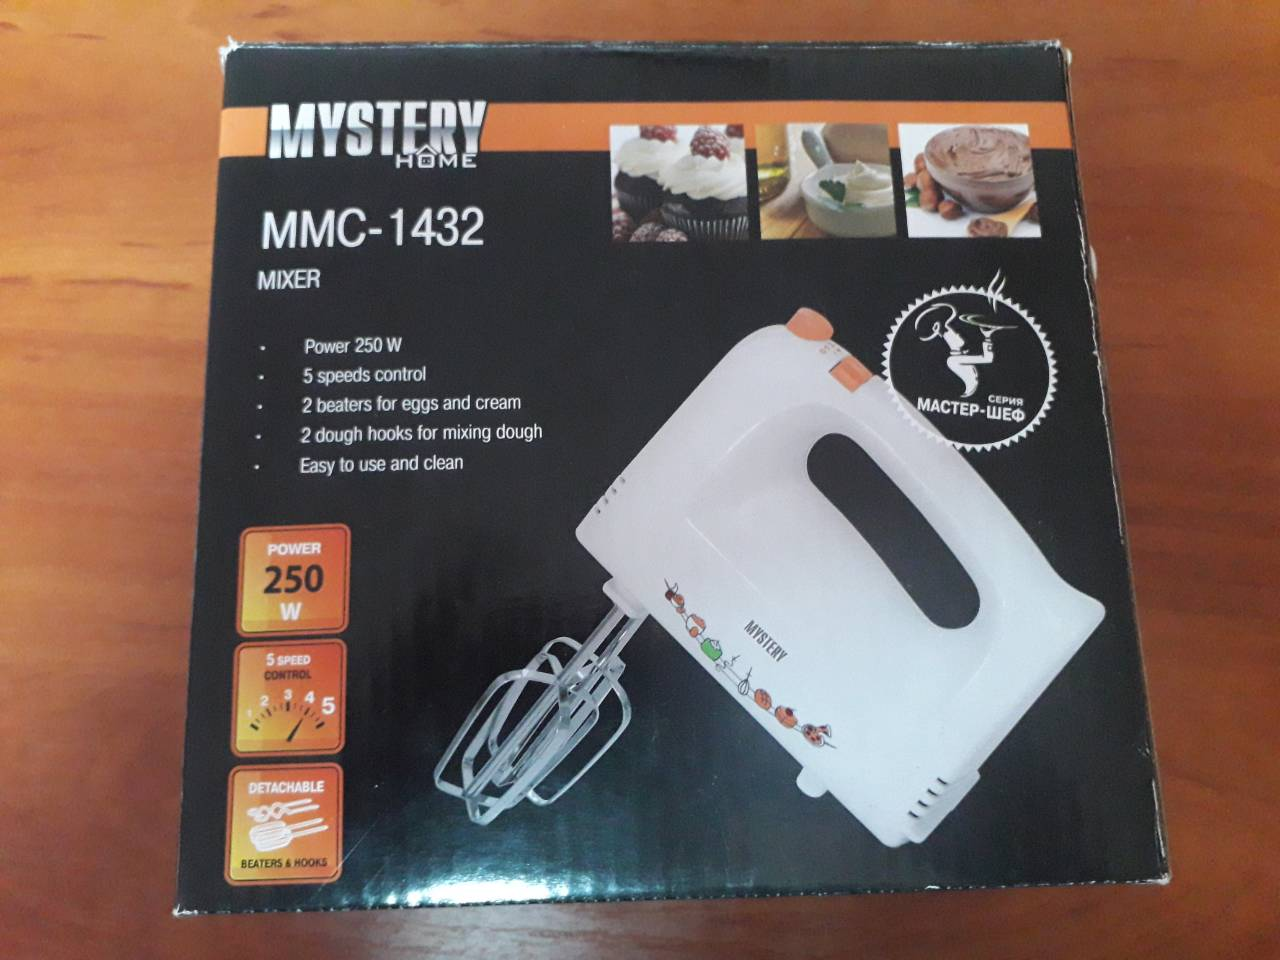 MYSTERY
HOME
MMC-1432
MIXER
· Power 250 W
· 5 speeds control
· 2 beaters for eggs and cream
· 2 dough hooks for mixing dough
· Easy to use and clean
СЕРИЯ
МАСТЕР-ШЕФ
POWER
250
W
5 SPEED
CONTROL
1 2 3 4 5
DETACHABLE
BEATERS & HOOKS
MYSTERY